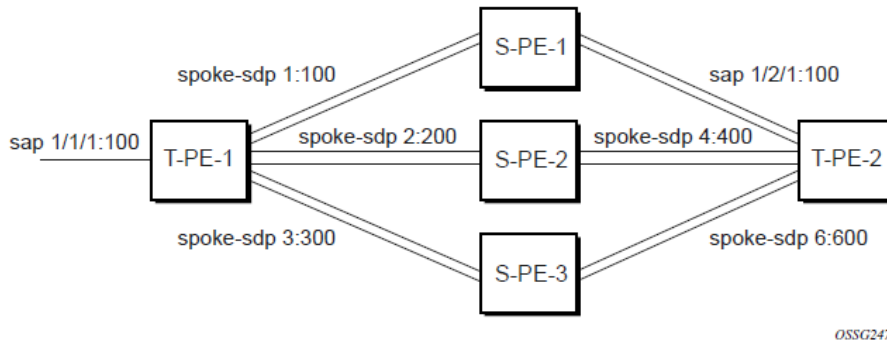 S-PE-1
spoke-sdp 1:100
sap 1/2/1:100
sap 1/1/1:100
T-PE-1
spoke-sdp 2:200
S-PE-2
spoke-sdp 4:400
T-PE-2
spoke-sdp 3:300
S-PE-3
spoke-sdp 6:600
OSSG247